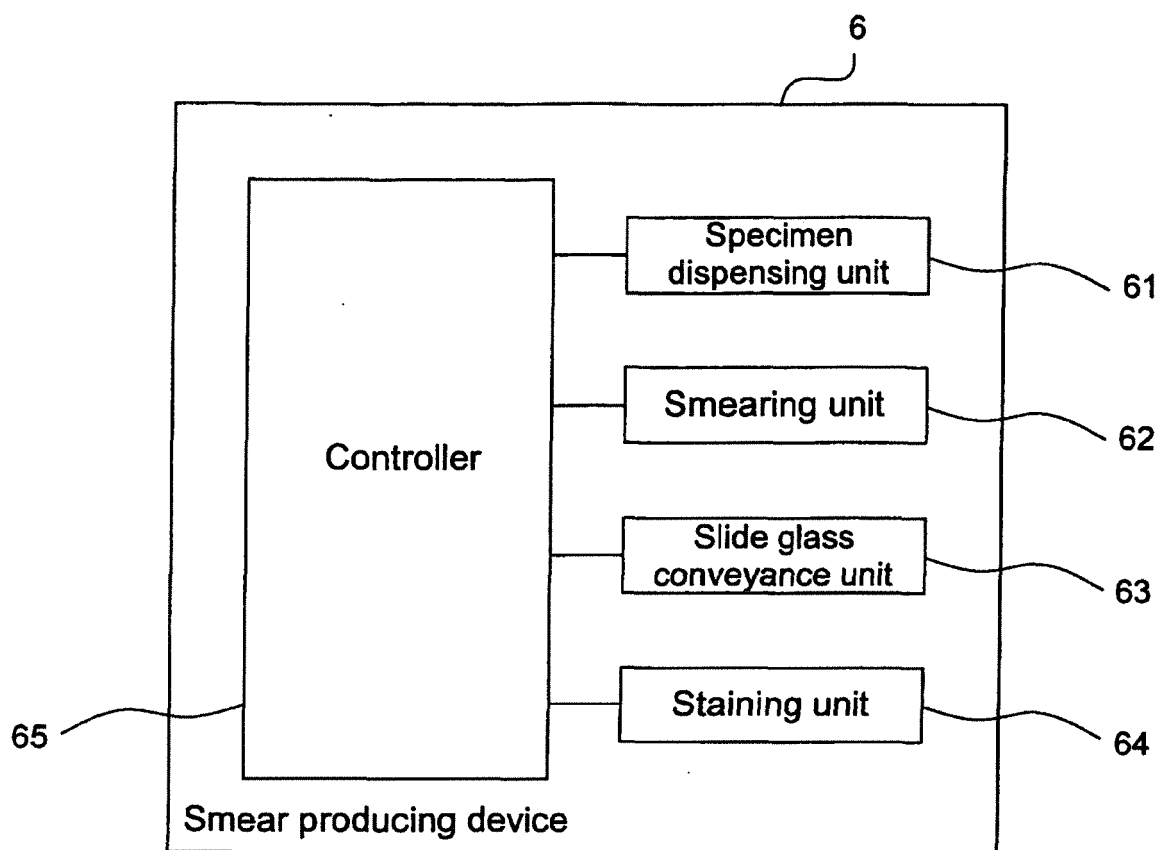 6
Specimen
dispensing unit
61
Smearing unit
62
Controller
Slide glass
conveyance unit
63
Staining unit
64
65
Smear producing device